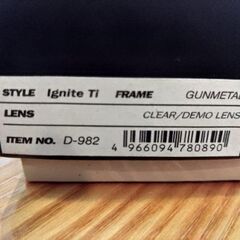 STYLE Ignite Ti FRAME GUNMETAL
LENS CLEAR/DEMO LENS
ITEM NO. D-982
4 966094 780890